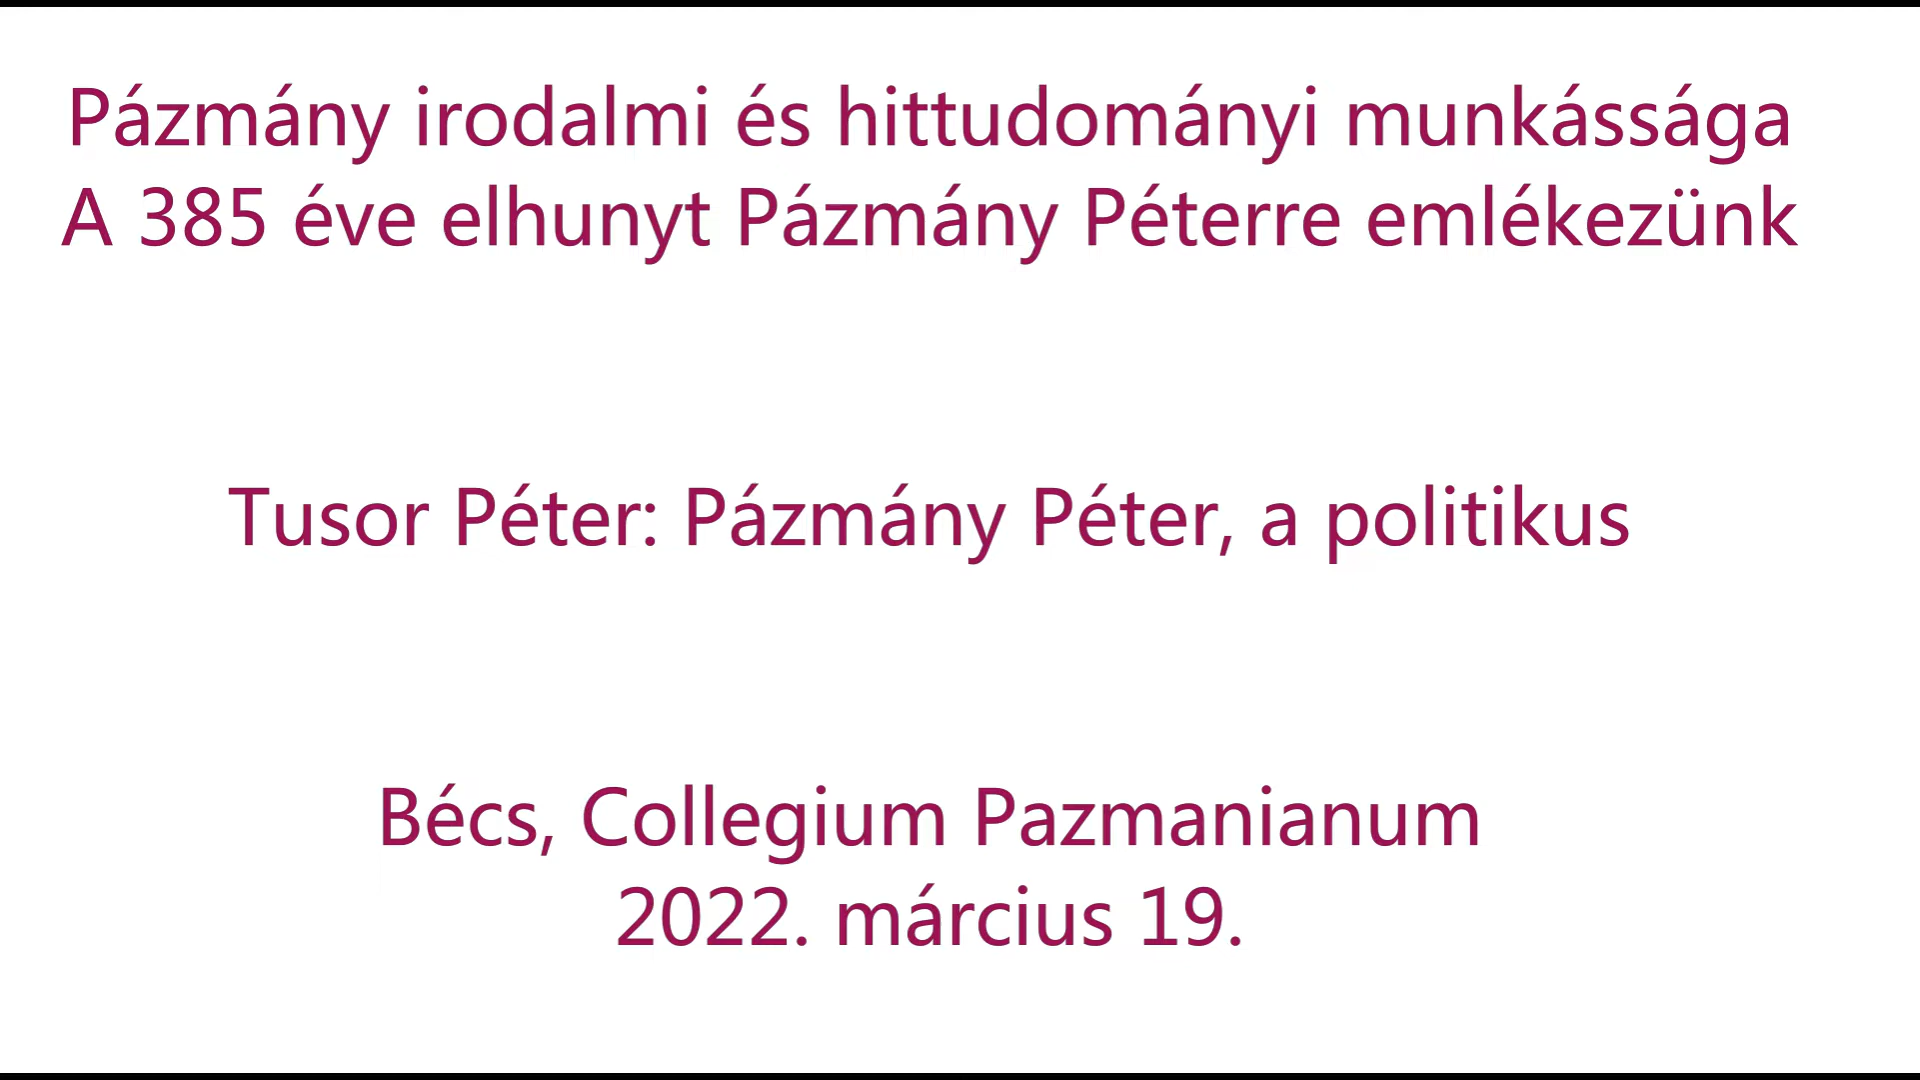 Pázmány irodalmi és hittudományi munkássága
A 385 éve elhunyt Pázmány Péterre emlékezünk
Tusor Péter: Pázmány Péter, a politikus
Bécs, Collegium Pazmanianum
2022. március 19.